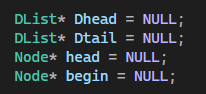 DList* Dhead = NULL;
DList* Dtail = NULL;
Node* head = NULL;
Node* begin = NULL;